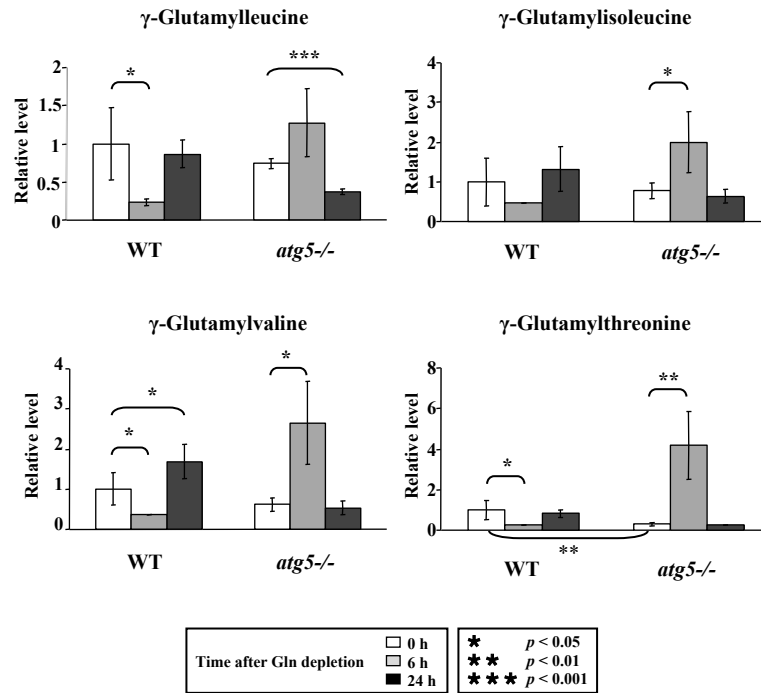 γ-Glutamylleucine
Relative level
2
1.5
1
0.5
0
*
***
WT
atg5-/-
γ-Glutamylisoleucine
Relative level
4
3
2
1
0
*
WT
atg5-/-
γ-Glutamylvaline
Relative level
4
3
2
1
0
*
*
*
WT
atg5-/-
γ-Glutamylthreonine
Relative level
8
6
4
2
0
*
**
**
WT
atg5-/-
Time after Gln depletion
0 h
6 h
24 h
* p < 0.05
** p < 0.01
*** p < 0.001